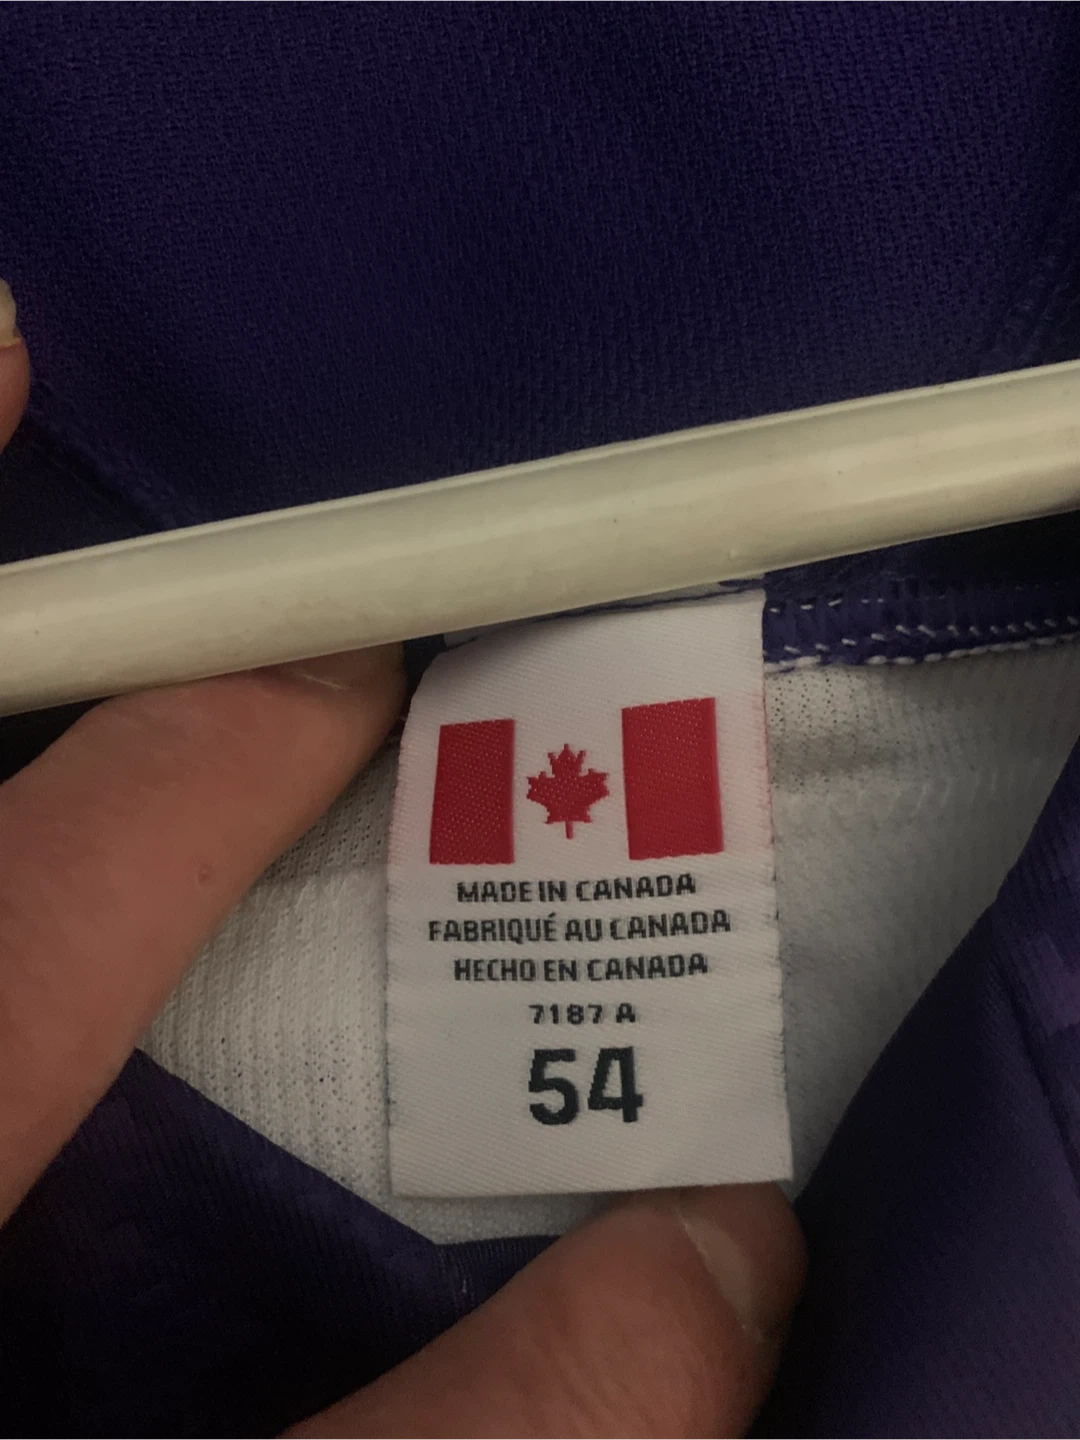 MADE IN CANADA
FABRIQUÉ AU CANADA
HECHO EN CANADA
7187 A
54